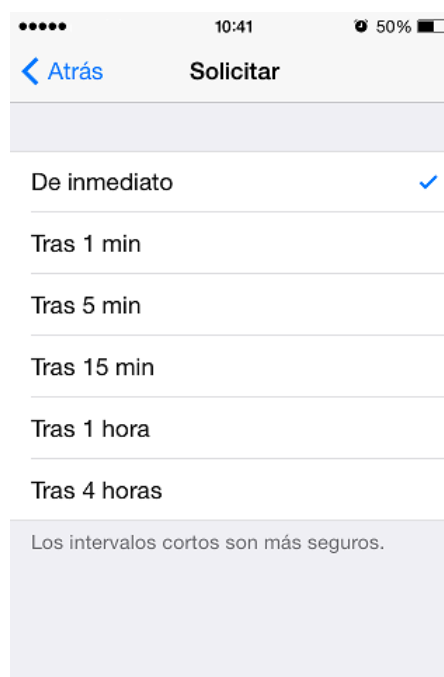 10:41
50%
Atrás
Solicitar
De inmediato
Tras 1 min
Tras 5 min
Tras 15 min
Tras 1 hora
Tras 4 horas
Los intervalos cortos son más seguros.